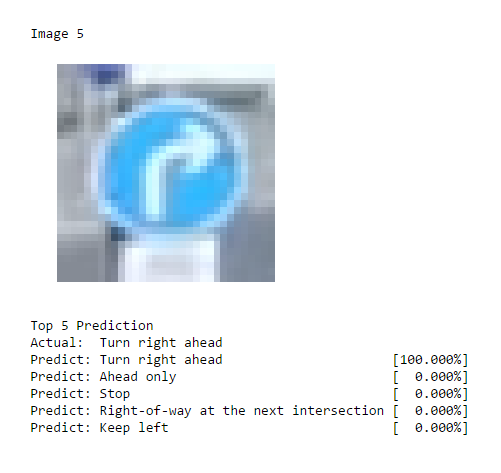 Image 5
Top 5 Prediction
Actual:  Turn right ahead
Predict: Turn right ahead                      [100.000%]
Predict: Ahead only                            [  0.000%]
Predict: Stop                                  [  0.000%]
Predict: Right-of-way at the next intersection [  0.000%]
Predict: Keep left                             [  0.000%]